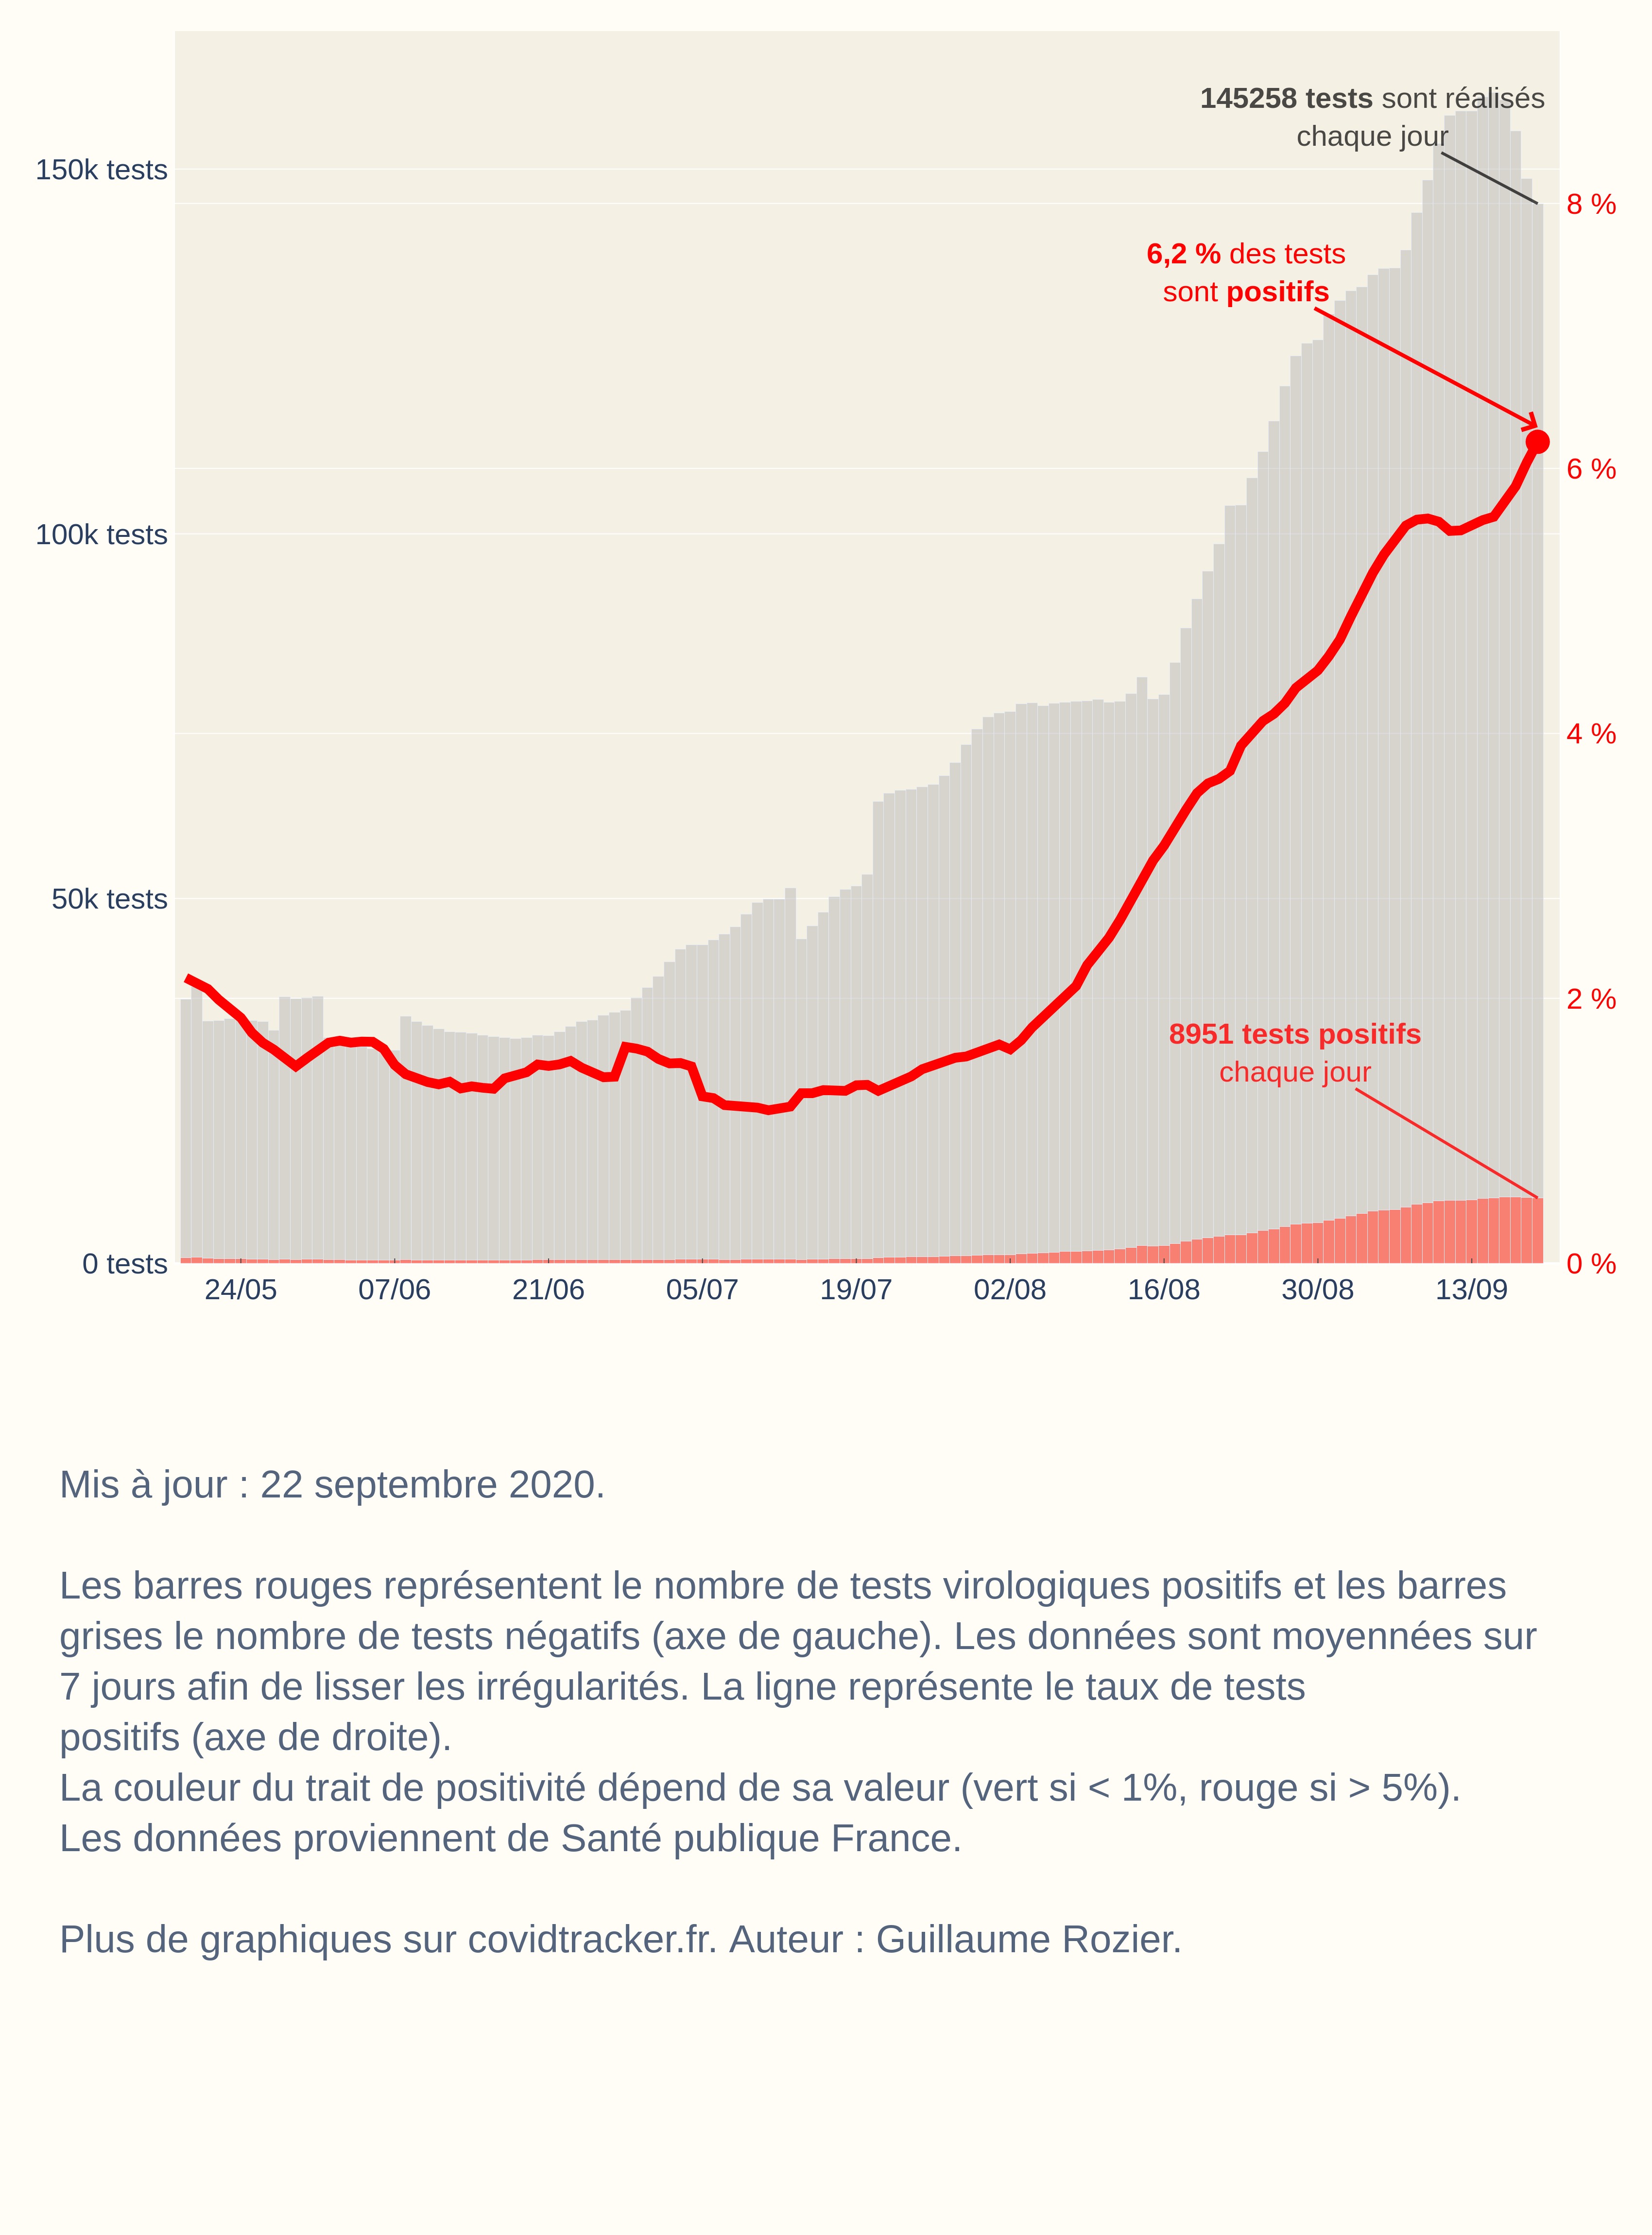 145258 tests sont réalisés
chaque jour
150k tests
8 %
6,2 % des tests
sont positifs
6 %
100k tests
4 %
50k tests
2 %
8951 tests positifs
chaque jour
0 tests
0 %
24/05
07/06
21/06
05/07
19/07
02/08
16/08
30/08
13/09
Mis à jour : 22 septembre 2020.
Les barres rouges représentent le nombre de tests virologiques positifs et les barres
grises le nombre de tests négatifs (axe de gauche). Les données sont moyennées sur
7 jours afin de lisser les irrégularités. La ligne représente le taux de tests
positifs (axe de droite).
La couleur du trait de positivité dépend de sa valeur (vert si < 1%, rouge si > 5%).
Les données proviennent de Santé publique France.
Plus de graphiques sur covidtracker.fr. Auteur : Guillaume Rozier.